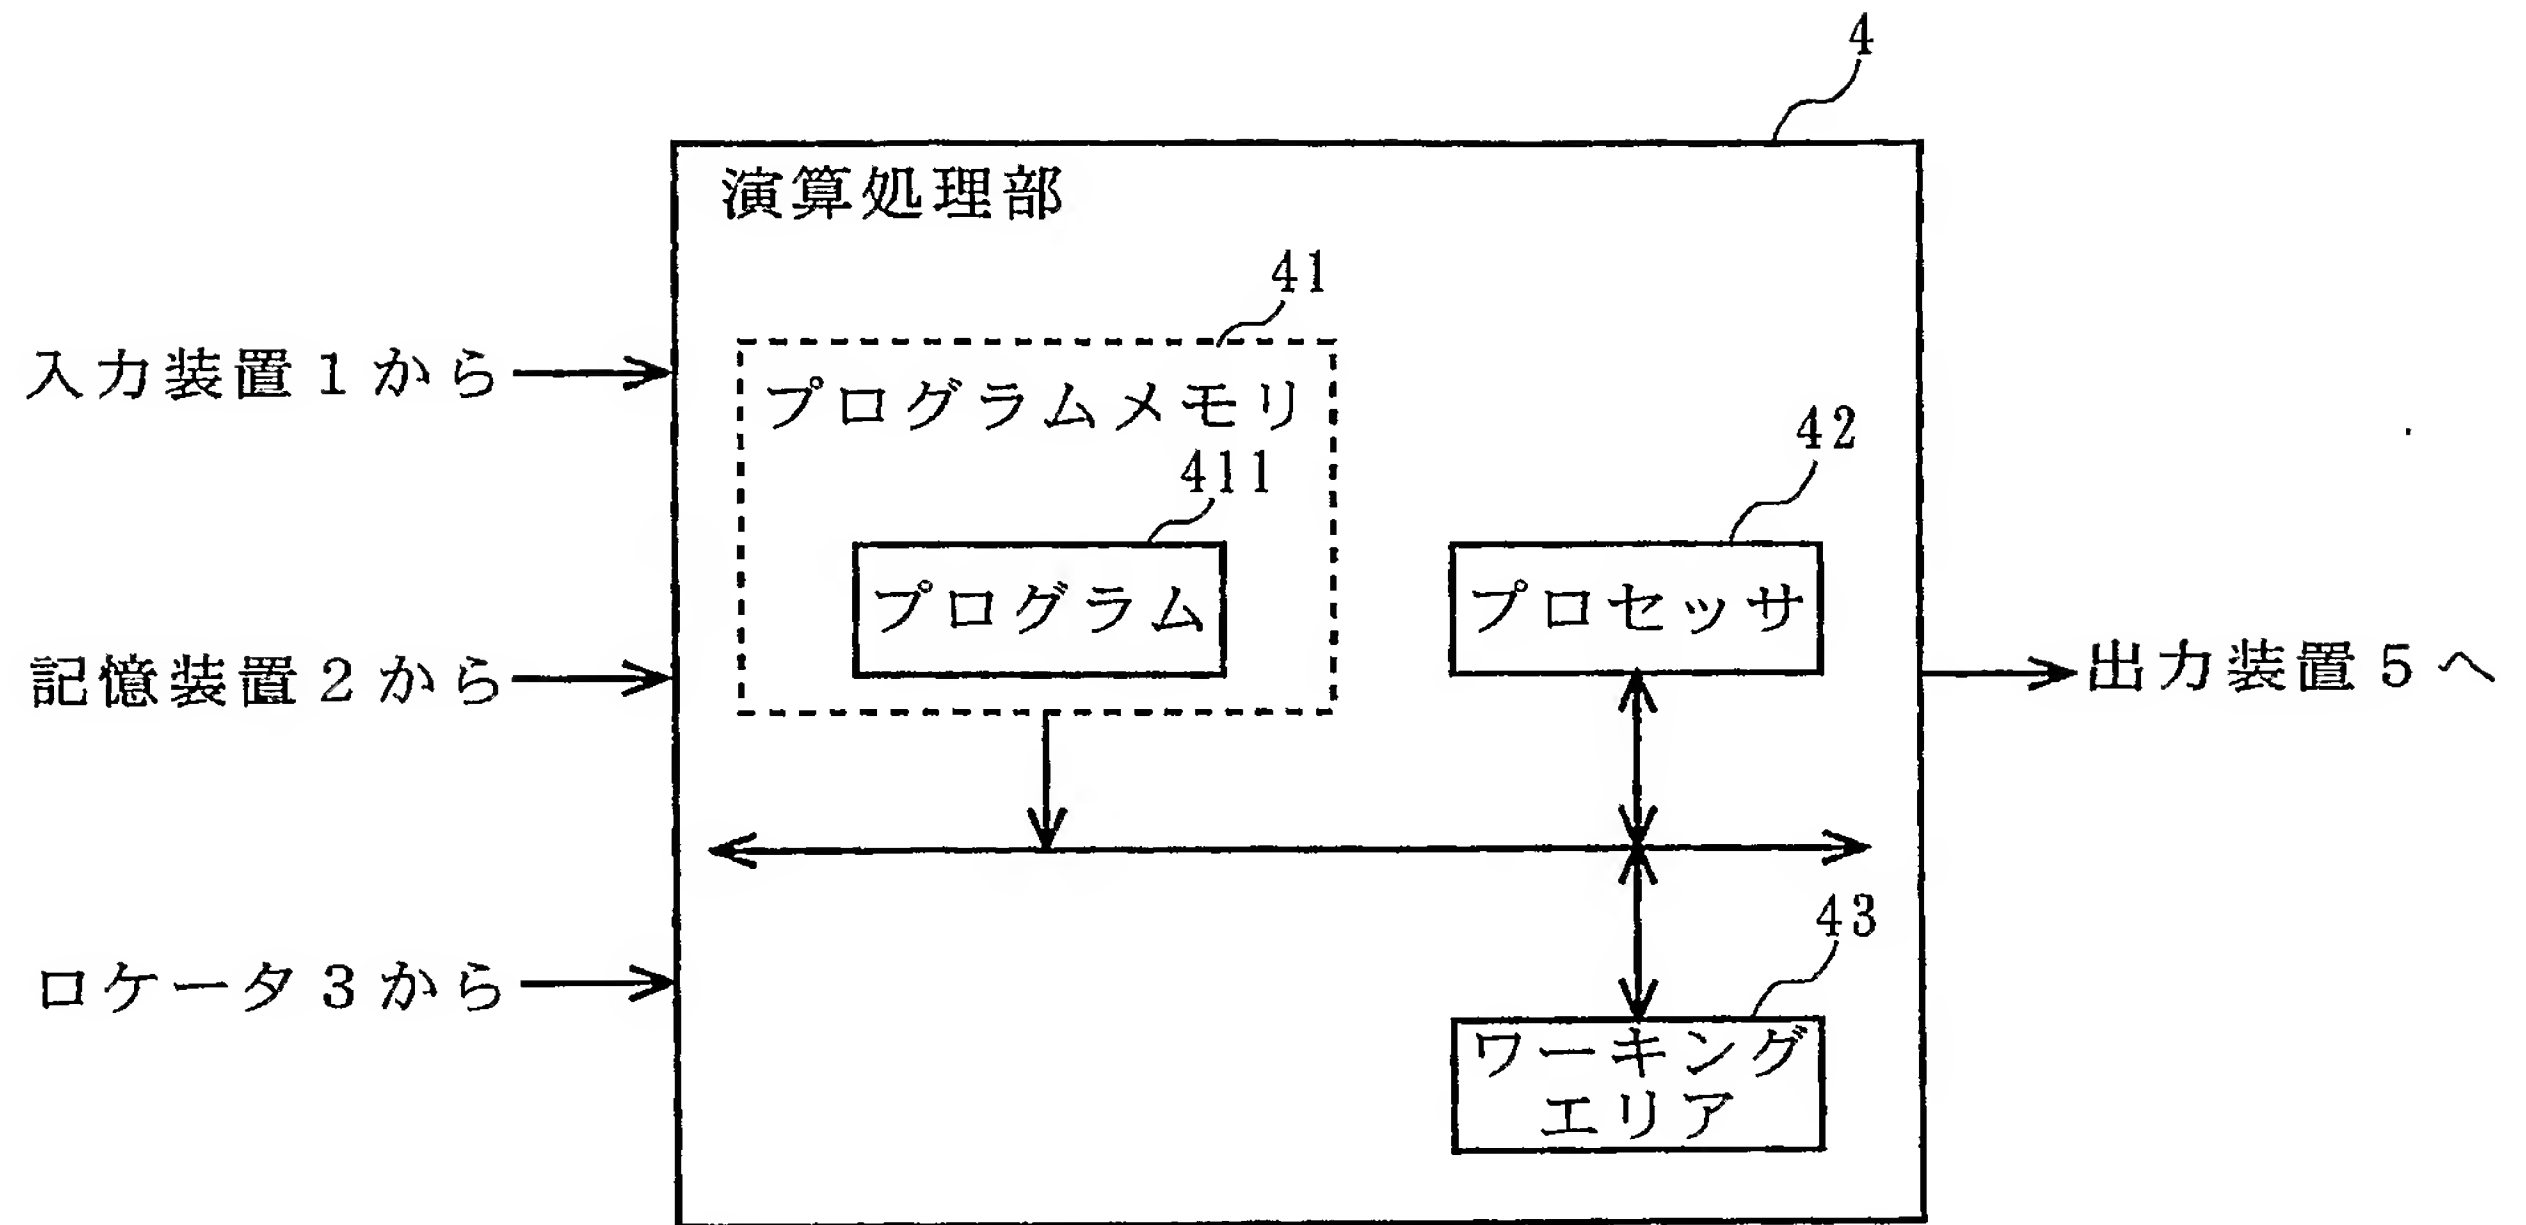 4
演算処理部
41
入力装置1から
プログラムメモリ
42
411
プログラム
プロセッサ
記憶装置2から
出力装置5へ
43
ロケータ3から
ワーキング
エリア